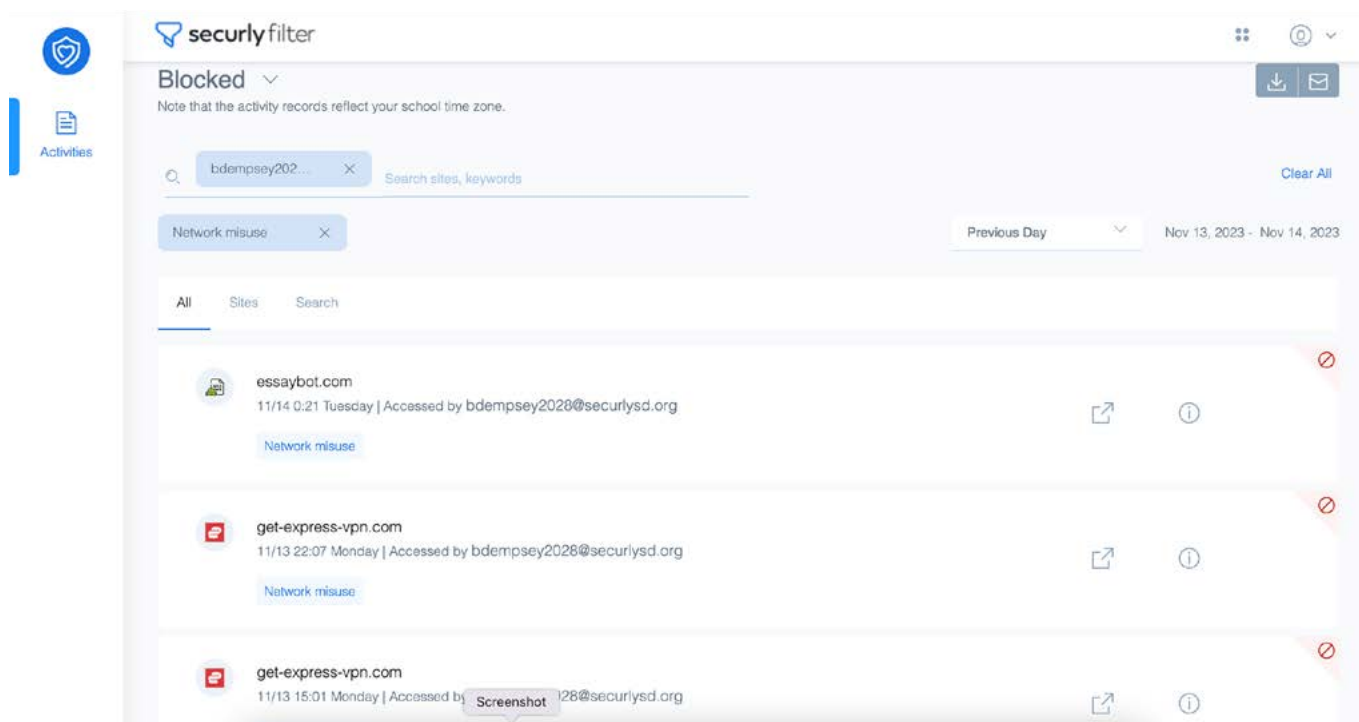 securly filter
Blocked
Note that the activity records reflect your school time zone.
Activities
bdempsey202... Search sites, keywords Clear All
Network misuse Previous Day Nov 13, 2023 - Nov 14, 2023
All Sites Search
essaybot.com
11/14 0:21 Tuesday | Accessed by bdempsey2028@securlysd.org
Network misuse
get-express-vpn.com
11/13 22:07 Monday | Accessed by bdempsey2028@securlysd.org
Network misuse
get-express-vpn.com
11/13 15:01 Monday | Accessed by 28@securlysd.org
Screenshot